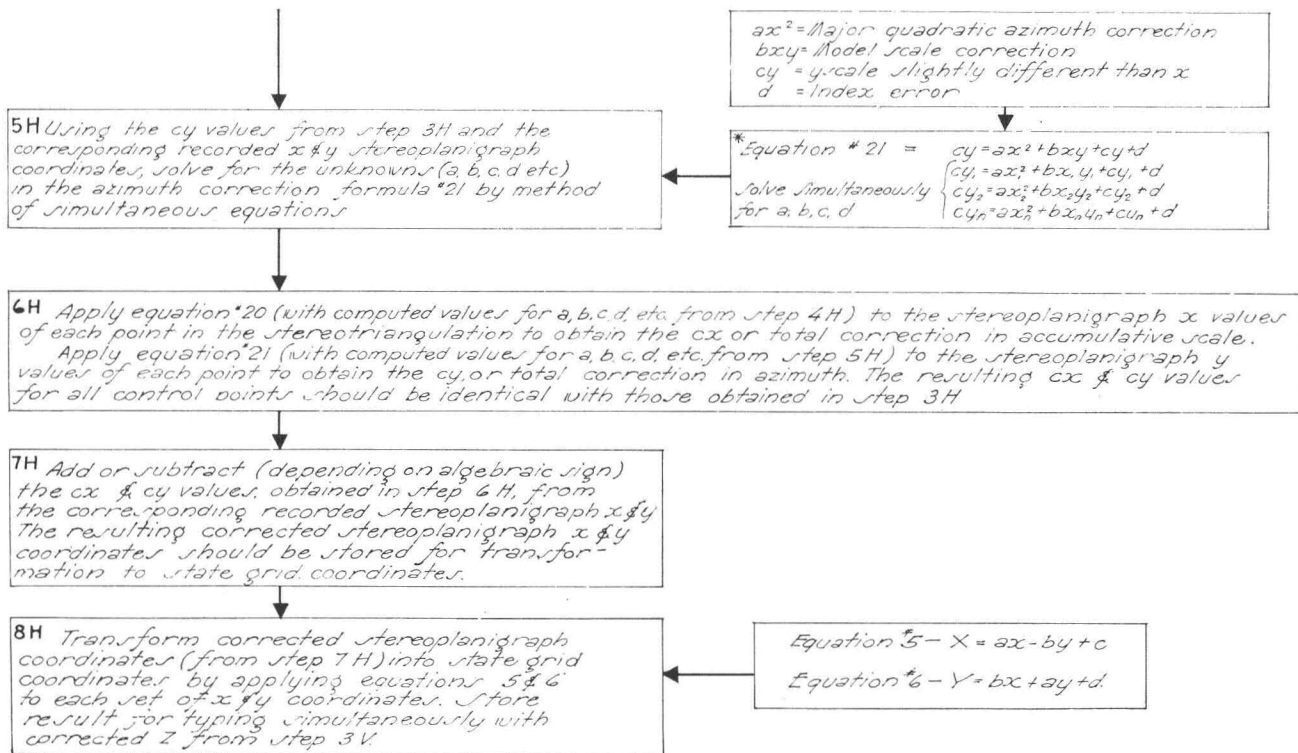 ax²=Major quadratic azimuth correction
bxy=Model scale correction
cy = y scale slightly different than x
d = Index error
5H Using the cy values from step 3H and the
corresponding recorded x & y stereoplanigraph
coordinates, solve for the unknowns (a, b, c, d etc)
in the azimuth correction formula #21 by method
of simultaneous equations
*Equation #21 = cy=ax²+bxy+cy+d
solve simultaneously
for a, b, c, d
cy₁=ax₁²+bx₁y₁+cy₁+d
cy₂=ax₂²+bx₂y₂+cy₂+d
cyₙ=axₙ²+bxₙyₙ+cuₙ+d
6H Apply equation #20 (with computed values for a, b, c, d, etc. from step 4H) to the stereoplanigraph x values
of each point in the stereotriangulation to obtain the cx or total correction in accumulative scale.
Apply equation #21 (with computed values for a, b, c, d, etc. from step 5H) to the stereoplanigraph y
values of each point to obtain the cy, or total correction in azimuth. The resulting cx & cy values
for all control points should be identical with those obtained in step 3H
7H Add or subtract (depending on algebraic sign)
the cx & cy values, obtained in step 6H, from
the corresponding recorded stereoplanigraph x&y
The resulting corrected stereoplanigraph x&y
coordinates should be stored for transfor-
mation to state grid coordinates.
8H Transform corrected stereoplanigraph
coordinates (from step 7H) into state grid
coordinates by applying equations 5&6
to each set of x&y coordinates. Store
result for typing simultaneously with
corrected Z from step 3V.
Equation #5 - X=ax-by+c
Equation #6 - Y=bx+ay+d.